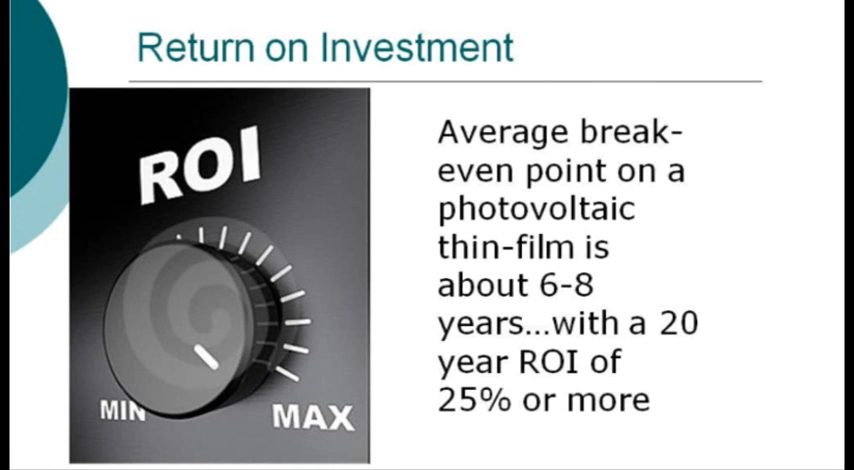 Return on Investment
ROI
MIN
MAX
Average break-
even point on a
photovoltaic
thin-film is
about 6-8
years...with a 20
year ROI of
25% or more